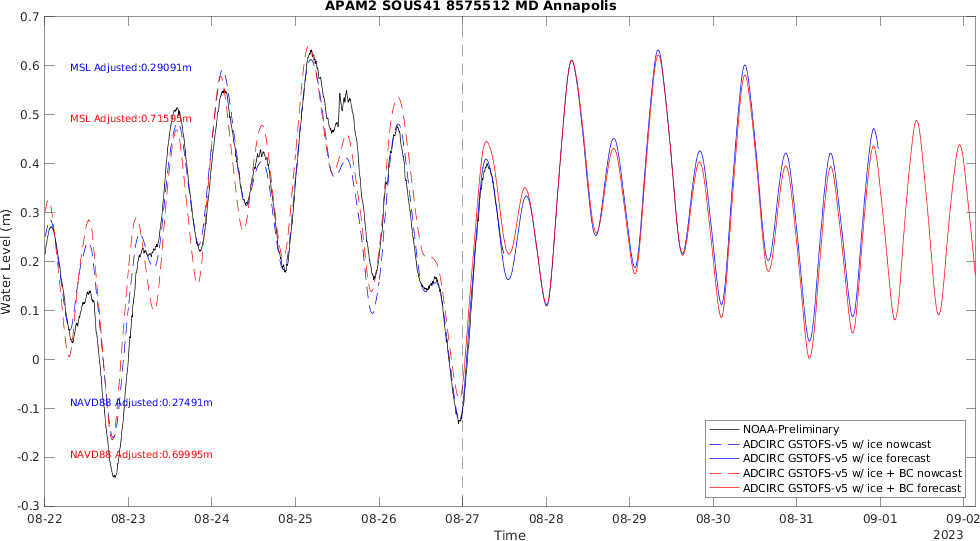 APAM2 SOUS41 8575512 MD Annapolis
0.7
0.6
0.5
0.4
0.3
0.2
0.1
0
-0.1
-0.2
-0.3
Water Level (m)
MSL Adjusted:0.29091m
MSL Adjusted:0.71595m
NAVD88 Adjusted:0.27491m
NAVD88 Adjusted:0.69995m
NOAA-Preliminary
ADCIRC GSTOFS-v5 w/ ice nowcast
ADCIRC GSTOFS-v5 w/ ice forecast
ADCIRC GSTOFS-v5 w/ ice + BC nowcast
ADCIRC GSTOFS-v5 w/ ice + BC forecast
08-22 08-23 08-24 08-25 08-26 08-27 08-28 08-29 08-30 08-31 09-01 09-02
Time
2023